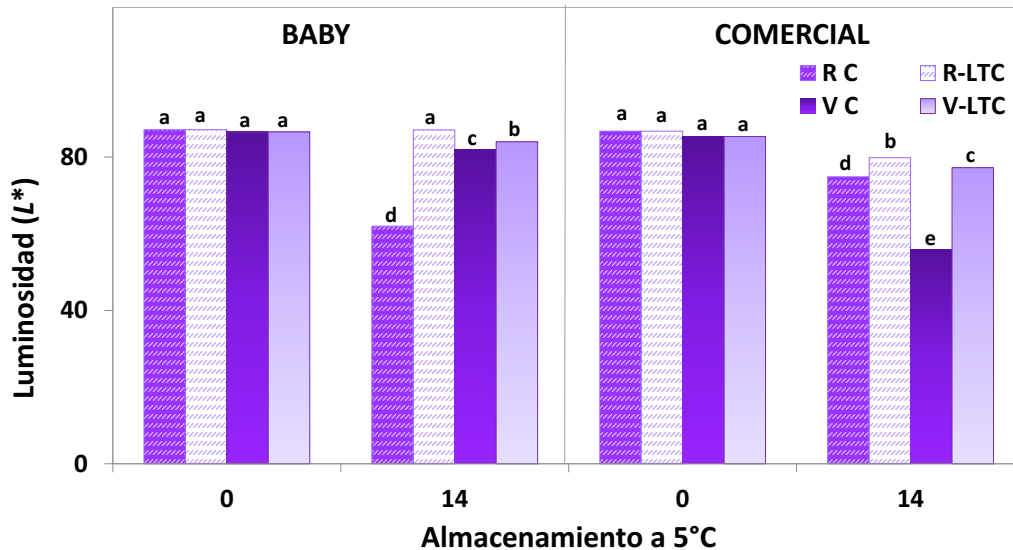 BABY
COMERCIAL
R C
R-LTC
V C
V-LTC
a a a a
d a c b
a a a a
d b e c
Luminosidad (L*)
80
40
0
0 14 0 14
Almacenamiento a 5°C